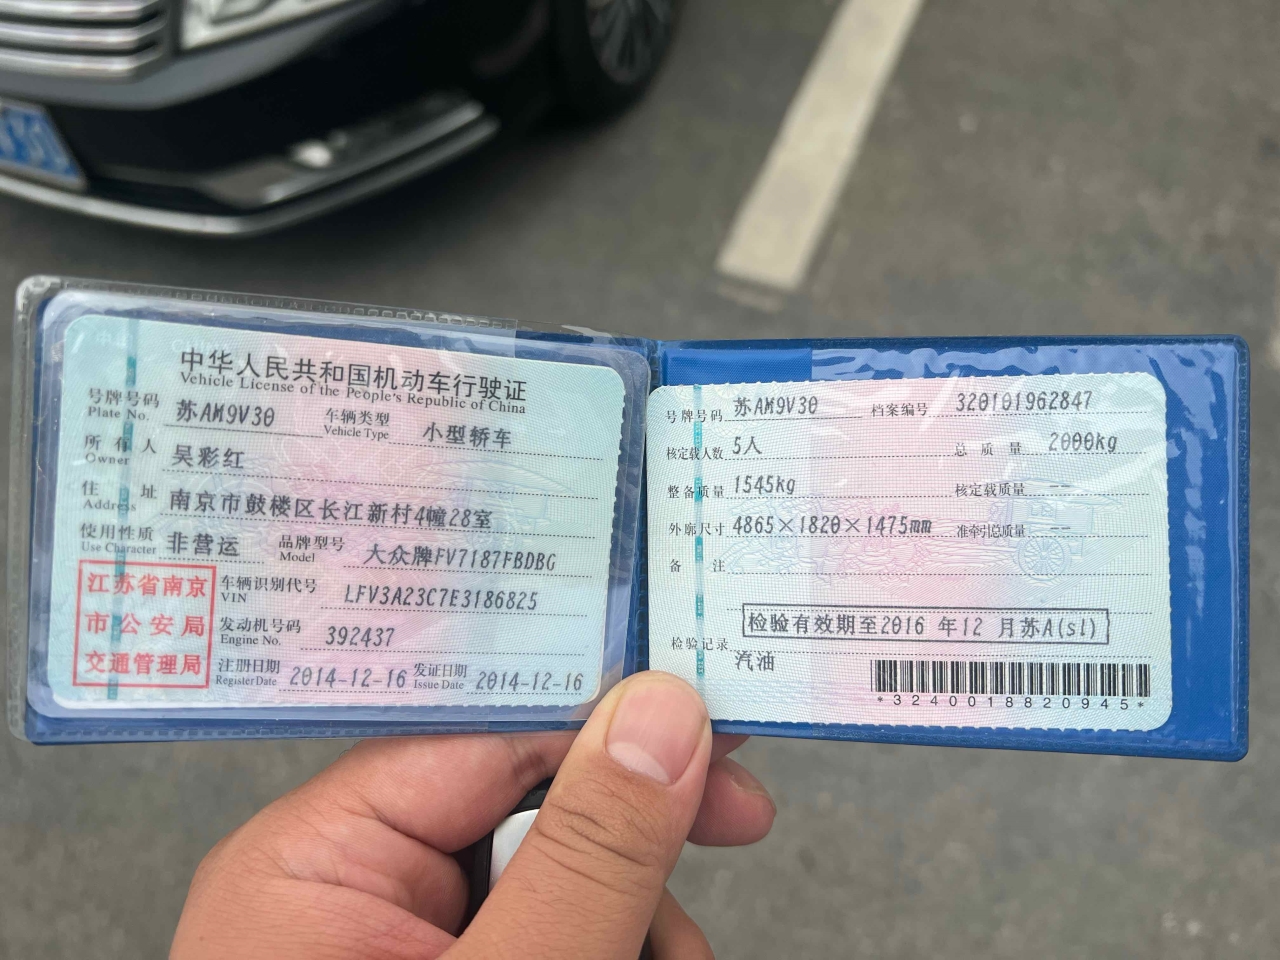 中华人民共和国机动车行驶证
Vehicle License of the People's Republic of China
号牌号码 苏AM9V30 车辆类型 小型轿车
Plate No. Vehicle Type
所有人 吴彩红
Owner
住址 南京市鼓楼区长江新村4幢28室
Address
使用性质 非营运 品牌型号 大众牌FV7187FBDBG
Use Character Model
江苏省南京
市公安局
交通管理局
车辆识别代号 LFV3A23C7E3186825
VIN
发动机号码 392437
Engine No.
注册日期 2014-12-16 发证日期 2014-12-16
Register Date Issue Date
号牌号码 苏AM9V30 档案编号 320101962847
核定载人数 5人 总质量 2000kg
整备质量 1545kg 核定载质量 --
外廓尺寸 4865×1820×1475mm 准牵引总质量 --
备注
检验有效期至2016 年12 月苏A(sl)
检验记录
汽油
*3240018820945*